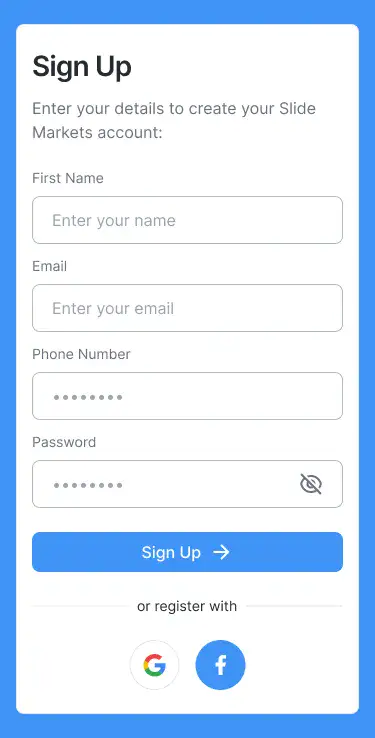 Sign Up
Enter your details to create your Slide
Markets account:
First Name
Enter your name
Email
Enter your email
Phone Number
••••••••
Password
••••••••
Sign Up →
or register with
G f